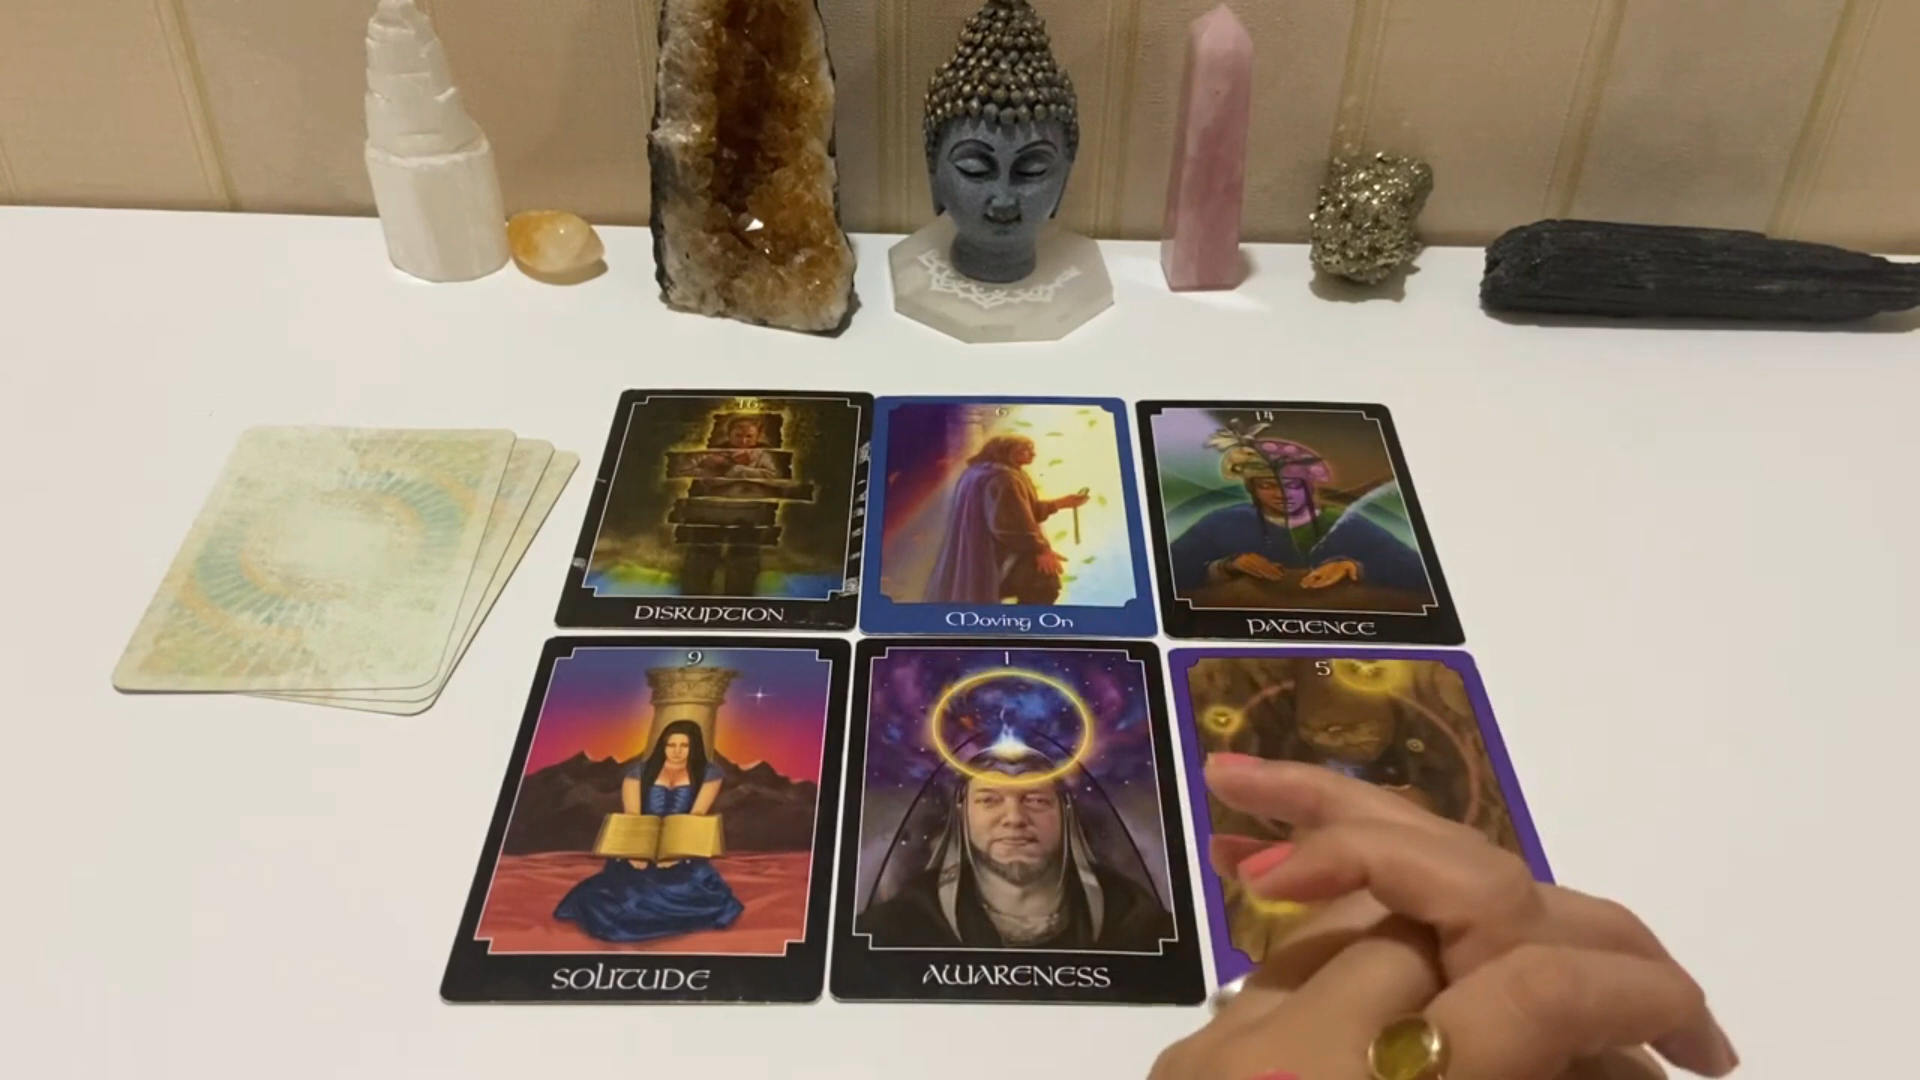 16
DISRUPTION
6
Moving On
14
PATIENCE
9
SOLITUDE
1
AWARENESS
5